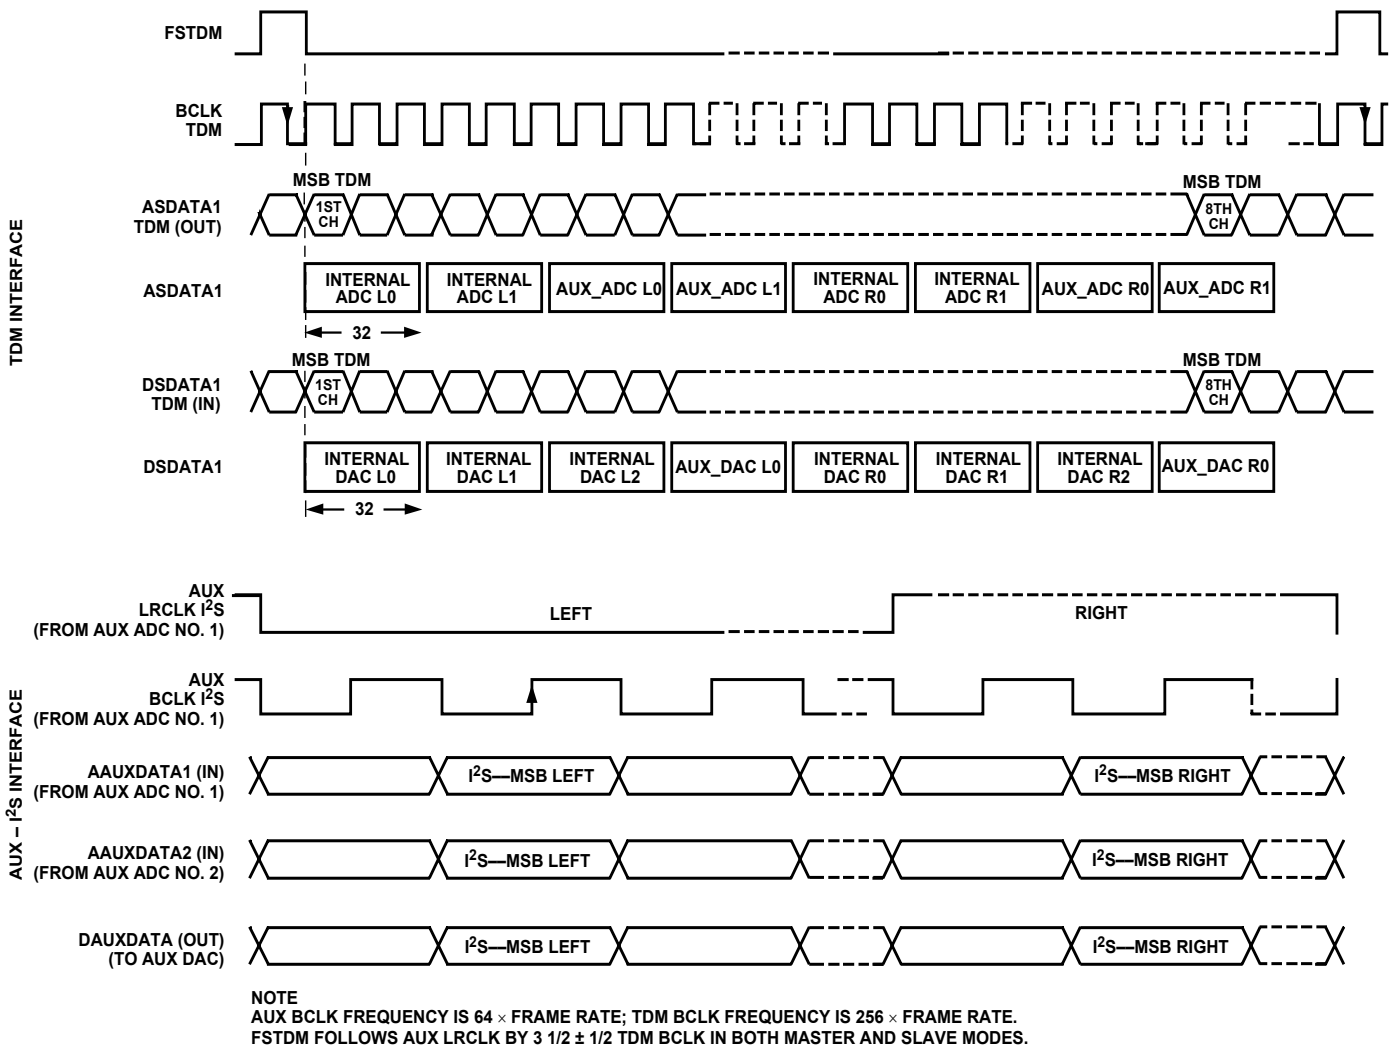 FSTDM
BCLK
TDM
MSB TDM
MSB TDM
ASDATA1
TDM (OUT)
1ST
CH
8TH
CH
TDM INTERFACE
ASDATA1
INTERNAL
ADC L0
INTERNAL
ADC L1
AUX_ADC L0
AUX_ADC L1
INTERNAL
ADC R0
INTERNAL
ADC R1
AUX_ADC R0
AUX_ADC R1
32
MSB TDM
MSB TDM
DSDATA1
TDM (IN)
1ST
CH
8TH
CH
DSDATA1
INTERNAL
DAC L0
INTERNAL
DAC L1
INTERNAL
DAC L2
AUX_DAC L0
INTERNAL
DAC R0
INTERNAL
DAC R1
INTERNAL
DAC R2
AUX_DAC R0
32
AUX
LRCLK I²S
(FROM AUX ADC NO. 1)
LEFT
RIGHT
AUX – I²S INTERFACE
AUX
BCLK I²S
(FROM AUX ADC NO. 1)
AAUXDATA1 (IN)
(FROM AUX ADC NO. 1)
I²S—MSB LEFT
I²S—MSB RIGHT
AAUXDATA2 (IN)
(FROM AUX ADC NO. 2)
I²S—MSB LEFT
I²S—MSB RIGHT
DAUXDATA (OUT)
(TO AUX DAC)
I²S—MSB LEFT
I²S—MSB RIGHT
NOTE
AUX BCLK FREQUENCY IS 64 × FRAME RATE; TDM BCLK FREQUENCY IS 256 × FRAME RATE.
FSTDM FOLLOWS AUX LRCLK BY 3 1/2 ± 1/2 TDM BCLK IN BOTH MASTER AND SLAVE MODES.